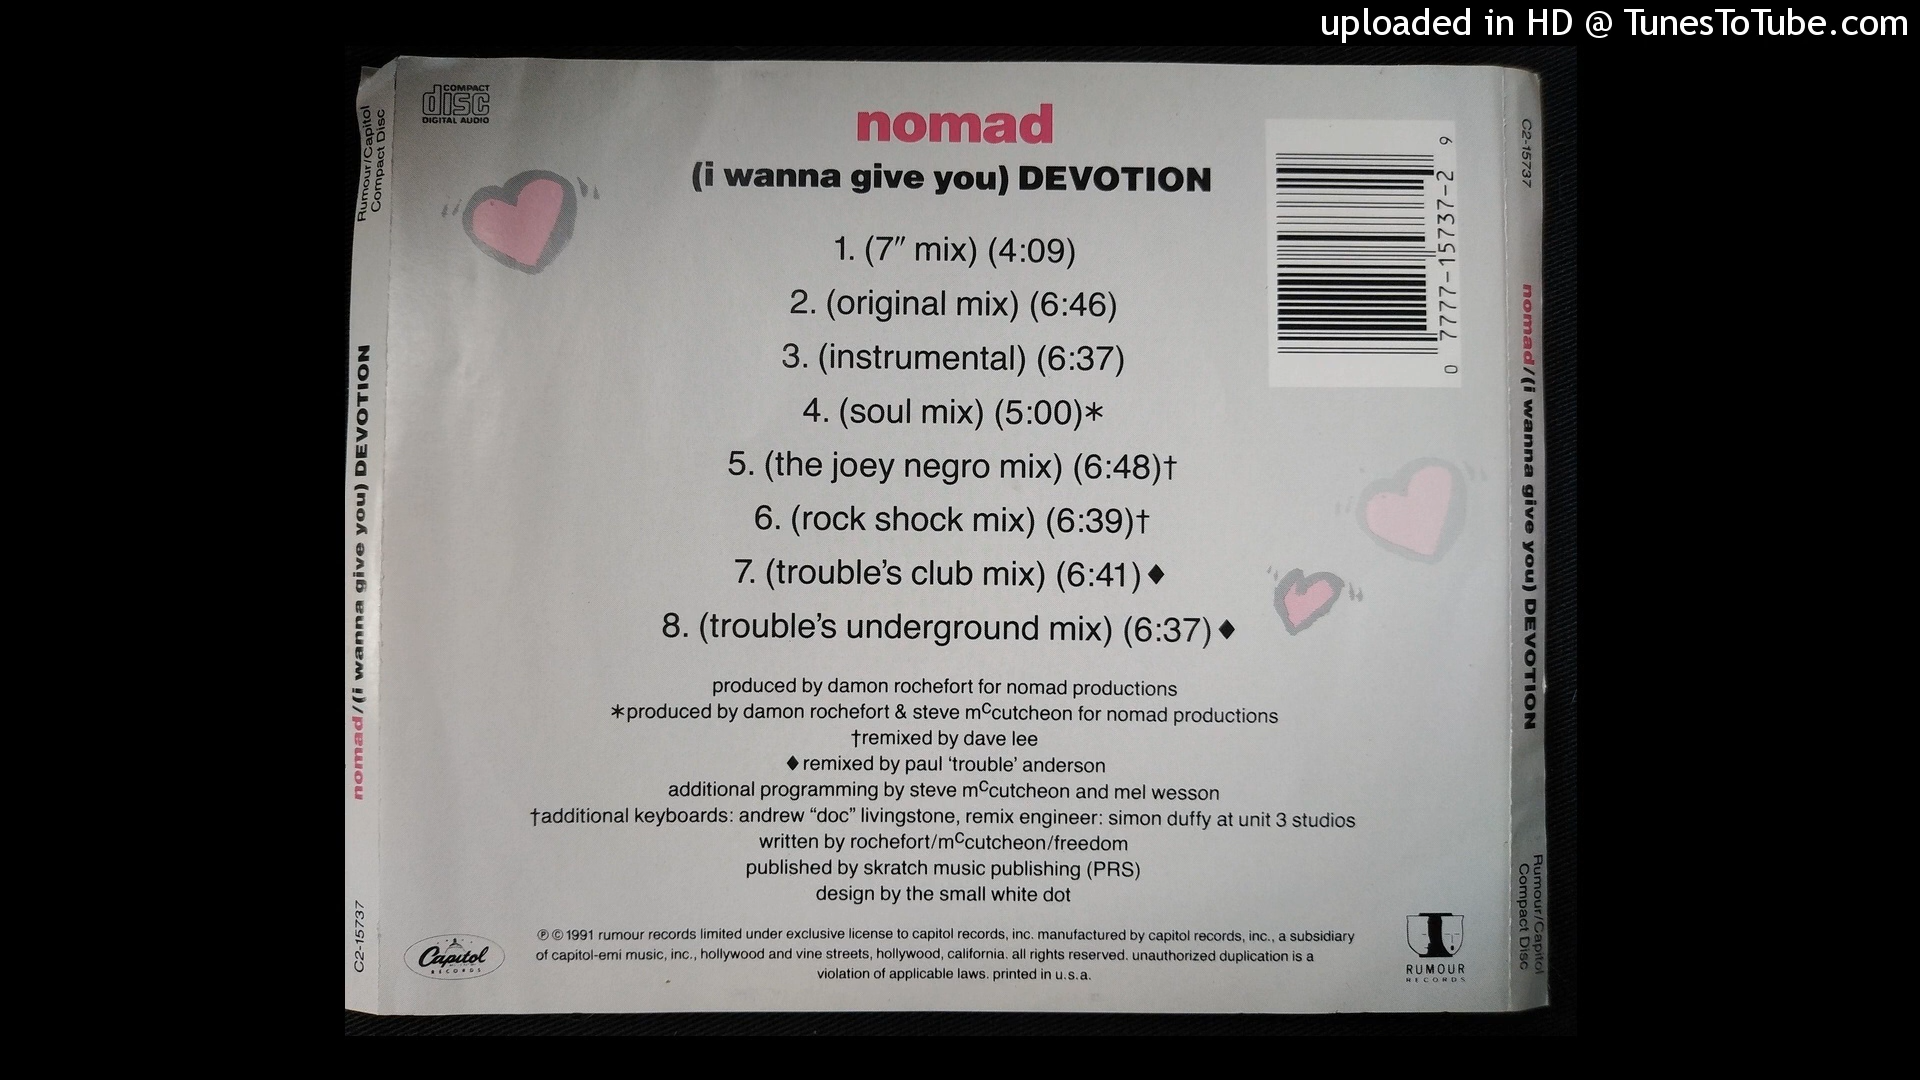 uploaded in HD @ TunesToTube.com
COMPACT
disc
DIGITAL AUDIO
nomad
(i wanna give you) DEVOTION
1. (7″ mix) (4:09)
2. (original mix) (6:46)
3. (instrumental) (6:37)
4. (soul mix) (5:00)*
5. (the joey negro mix) (6:48)†
6. (rock shock mix) (6:39)†
7. (trouble's club mix) (6:41)♦
8. (trouble's underground mix) (6:37)♦
produced by damon rochefort for nomad productions
*produced by damon rochefort & steve mccutcheon for nomad productions
†remixed by dave lee
♦remixed by paul 'trouble' anderson
additional programming by steve mccutcheon and mel wesson
†additional keyboards: andrew "doc" livingstone, remix engineer: simon duffy at unit 3 studios
written by rochefort/mccutcheon/freedom
published by skratch music publishing (PRS)
design by the small white dot
℗©1991 rumour records limited under exclusive license to capitol records, inc. manufactured by capitol records, inc., a subsidiary
of capitol-emi music, inc., hollywood and vine streets, hollywood, california. all rights reserved. unauthorized duplication is a
violation of applicable laws. printed in u.s.a.
Capitol
RECORDS
RUMOUR
RECORDS
0 7777-15737-2 9
Rumour/Capitol
Compact Disc
nomad/(i wanna give you) DEVOTION
C2-15737
C2-15737
nomad/(i wanna give you) DEVOTION
Rumour/Capitol
Compact Disc